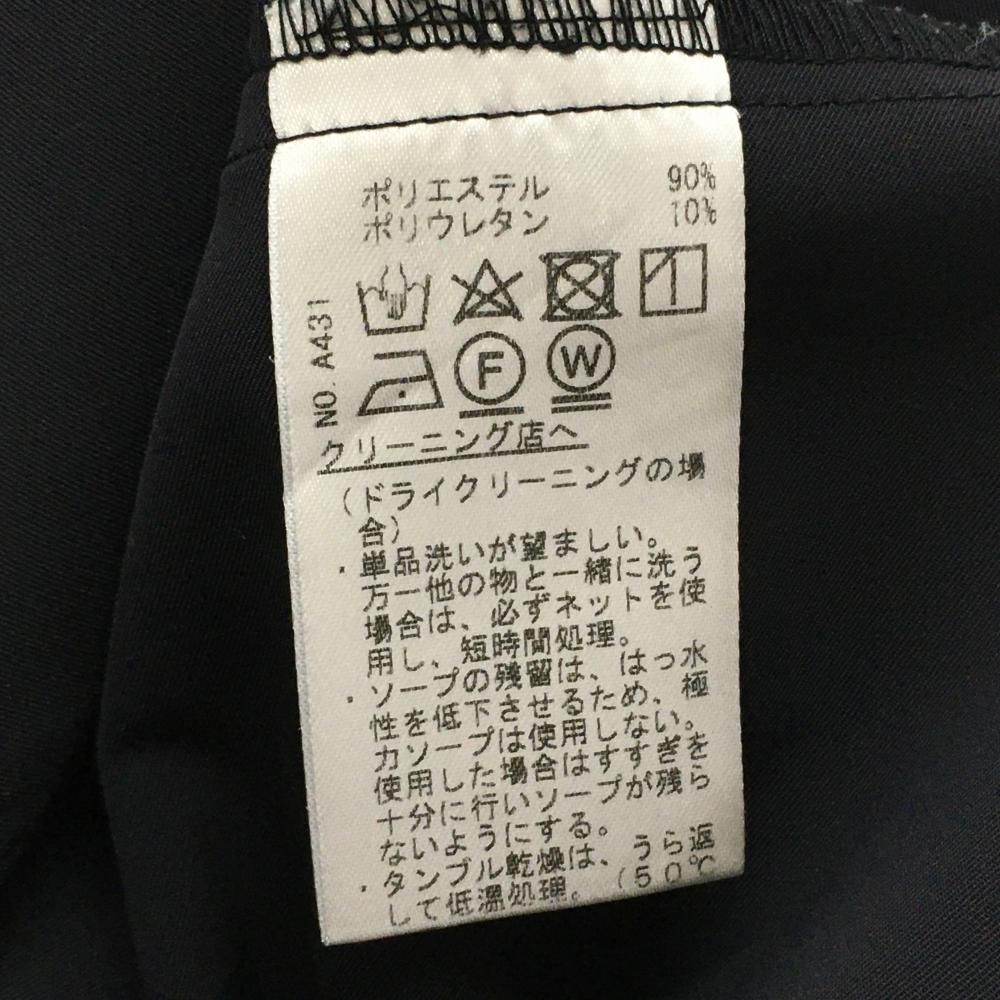 ポリエステル 90%
ポリウレタン 10%
NO. A431
F W
クリーニング店へ
（ドライクリーニングの場
合）
・単品洗いが望ましい。
万一他の物と一緒に洗う
場合は、必ずネットを使
用し、短時間処理。
・ソープの残留は、はっ水
性を低下させるため、極
力ソープは使用しない。
使用した場合はすすぎを
十分に行いソープが残ら
ないようにする。
・タンブル乾燥は、うら返
して低温処理。（50℃